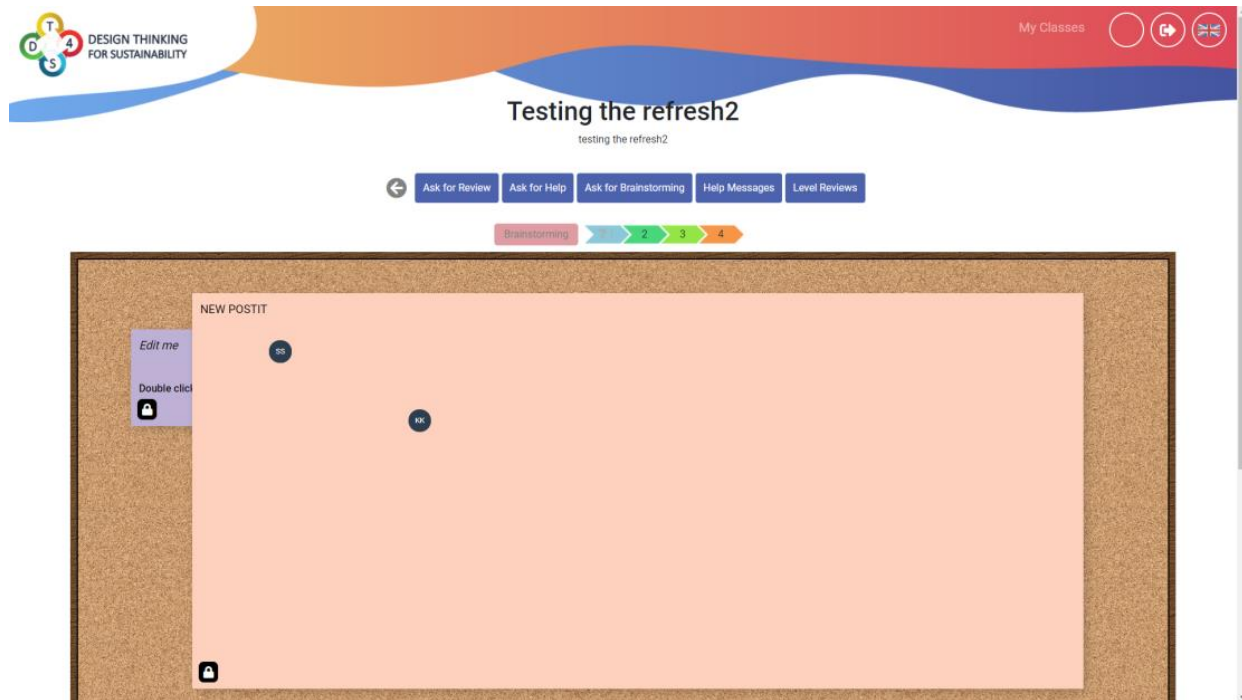 T
D 4
S
DESIGN THINKING
FOR SUSTAINABILITY
My Classes
Testing the refresh2
testing the refresh2
Ask for Review Ask for Help Ask for Brainstorming Help Messages Level Reviews
Brainstorming 2 3 4
NEW POSTIT
Edit me
SS
Double click
KK